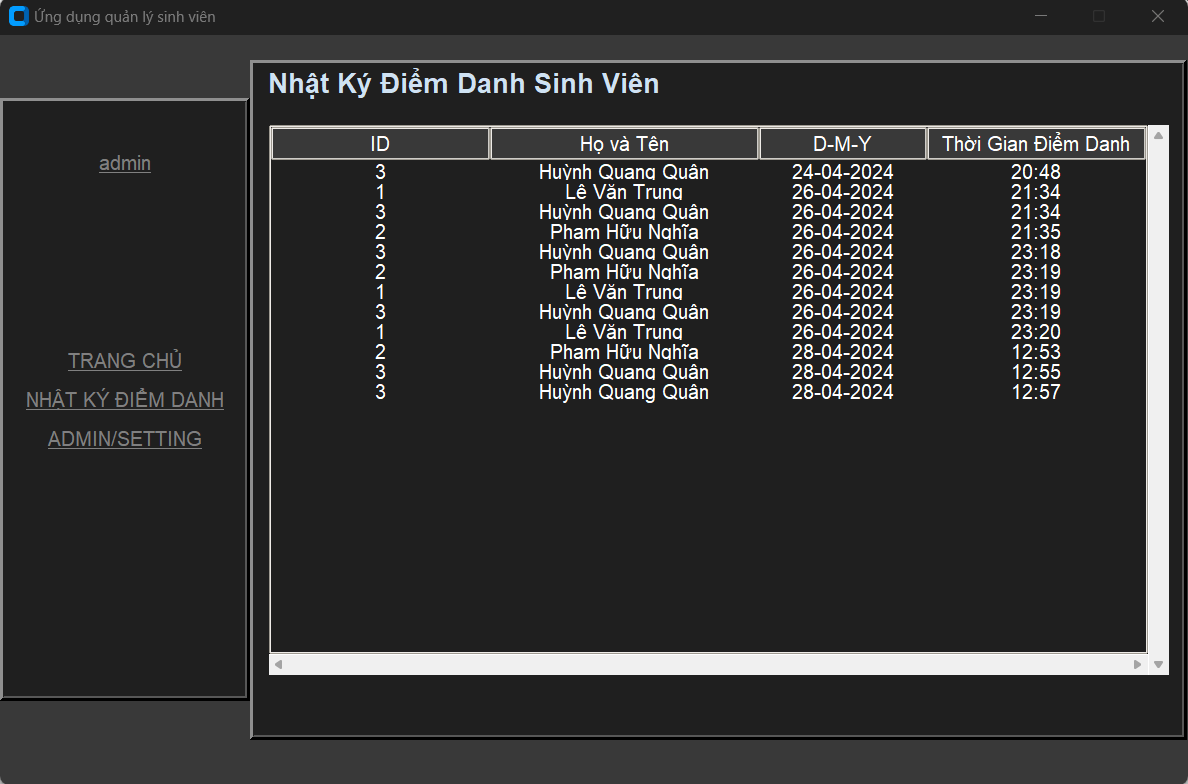 Ứng dụng quản lý sinh viên
admin
TRANG CHỦ
NHẬT KÝ ĐIỂM DANH
ADMIN/SETTING
Nhật Ký Điểm Danh Sinh Viên
ID Họ và Tên D-M-Y Thời Gian Điểm Danh
3 Huỳnh Quang Quân 24-04-2024 20:48
1 Lê Văn Trung 26-04-2024 21:34
3 Huỳnh Quang Quân 26-04-2024 21:34
2 Phạm Hữu Nghĩa 26-04-2024 21:35
3 Huỳnh Quang Quân 26-04-2024 23:18
2 Phạm Hữu Nghĩa 26-04-2024 23:19
1 Lê Văn Trung 26-04-2024 23:19
3 Huỳnh Quang Quân 26-04-2024 23:19
1 Lê Văn Trung 26-04-2024 23:20
2 Phạm Hữu Nghĩa 28-04-2024 12:53
3 Huỳnh Quang Quân 28-04-2024 12:55
3 Huỳnh Quang Quân 28-04-2024 12:57